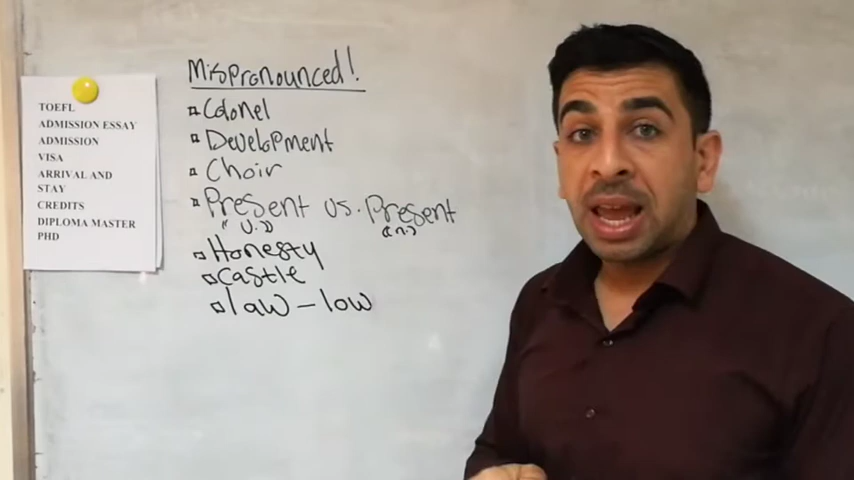 TOEFL
ADMISSION ESSAY
ADMISSION
VISA
ARRIVAL AND
STAY
CREDITS
DIPLOMA MASTER
PHD
Mispronounced!
Colonel
Development
Choir
Present vs. Present
(v.) (n.)
Honesty
castle
law - low